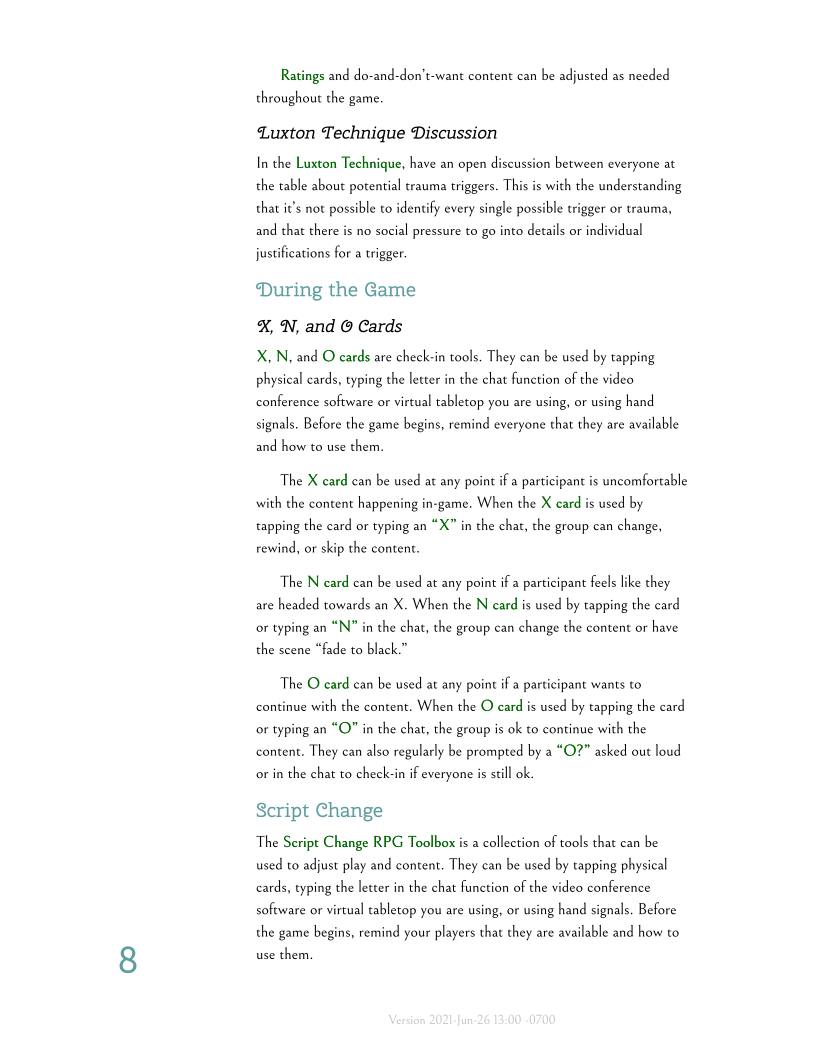 Ratings and do-and-don't-want content can be adjusted as needed
throughout the game.
Luxton Technique Discussion
In the Luxton Technique, have an open discussion between everyone at
the table about potential trauma triggers. This is with the understanding
that it's not possible to identify every single possible trigger or trauma,
and that there is no social pressure to go into details or individual
justifications for a trigger.
During the Game
X, N, and O Cards
X, N, and O cards are check-in tools. They can be used by tapping
physical cards, typing the letter in the chat function of the video
conference software or virtual tabletop you are using, or using hand
signals. Before the game begins, remind everyone that they are available
and how to use them.
The X card can be used at any point if a participant is uncomfortable
with the content happening in-game. When the X card is used by
tapping the card or typing an “X” in the chat, the group can change,
rewind, or skip the content.
The N card can be used at any point if a participant feels like they
are headed towards an X. When the N card is used by tapping the card
or typing an “N” in the chat, the group can change the content or have
the scene “fade to black.”
The O card can be used at any point if a participant wants to
continue with the content. When the O card is used by tapping the card
or typing an “O” in the chat, the group is ok to continue with the
content. They can also regularly be prompted by a “O?” asked out loud
or in the chat to check-in if everyone is still ok.
Script Change
The Script Change RPG Toolbox is a collection of tools that can be
used to adjust play and content. They can be used by tapping physical
cards, typing the letter in the chat function of the video conference
software or virtual tabletop you are using, or using hand signals. Before
the game begins, remind your players that they are available and how to
use them.
8
Version 2021-Jun-26 13:00 -0700